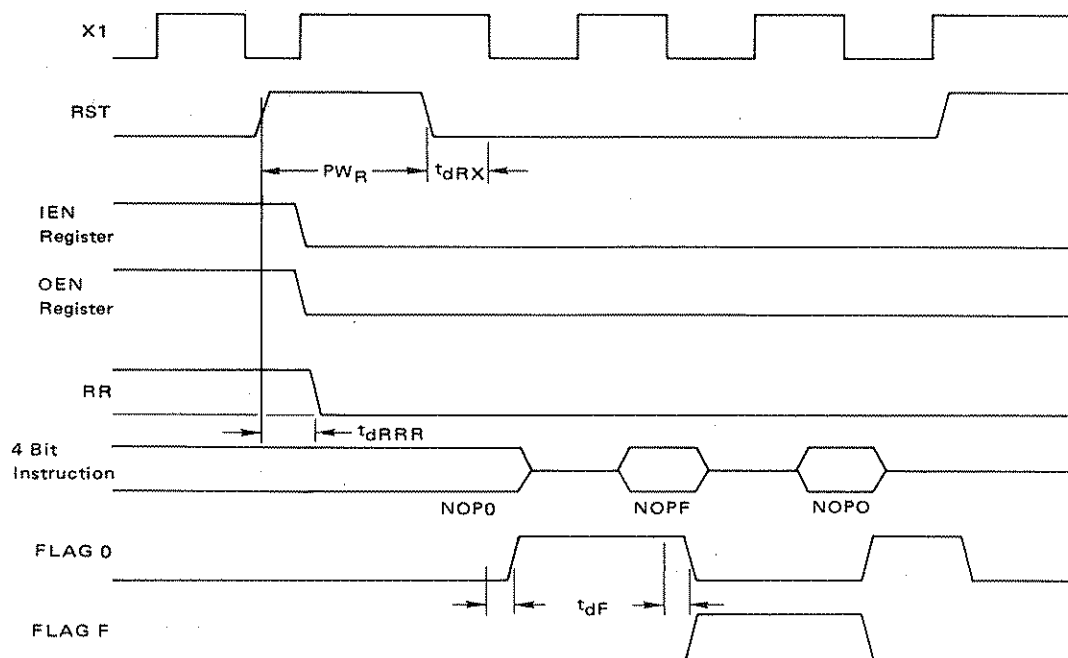 X1
RST
PWR
tdRX
IEN
Register
OEN
Register
RR
tdRRR
4 Bit
Instruction
NOP0
NOPF
NOPO
FLAG 0
tdF
FLAG F